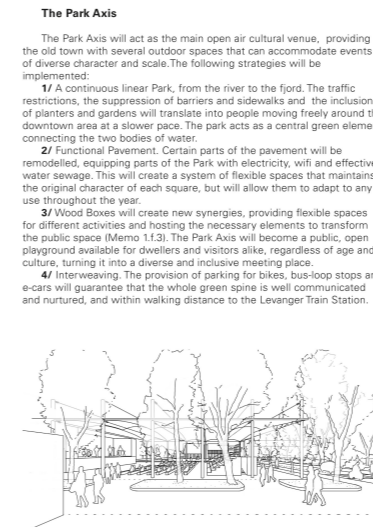 The Park Axis
The Park Axis will act as the main open air cultural venue, providing
the old town with several outdoor spaces that can accommodate events
of diverse character and scale.The following strategies will be
implemented:
1/ A continuous linear Park, from the river to the fjord. The traffic
restrictions, the suppression of barriers and sidewalks and the inclusion
of planters and gardens will translate into people moving freely around
downtown area at a slower pace. The park acts as a central green
connecting the two bodies of water.
2/ Functional Pavement. Certain parts of the pavement will be
remodelled, equipping parts of the Park with electricity, wifi and
water sewage. This will create a system of flexible spaces that maintains
the original character of each square, but will allow them to adapt to any
use throughout the year.
3/ Wood Boxes will create new synergies, providing flexible spaces
for different activities and hosting the necessary elements to transform
the public space (Memo 1.f.3). The Park Axis will become a public, open
playground available for dwellers and visitors alike, regardless of age and
culture, turning it into a diverse and inclusive meeting place.
4/ Interweaving. The provision of parking for bikes, bus-loop stops
e-cars will guarantee that the whole green spine is well communicated
and nurtured, and within walking distance to the Levanger Train Station.